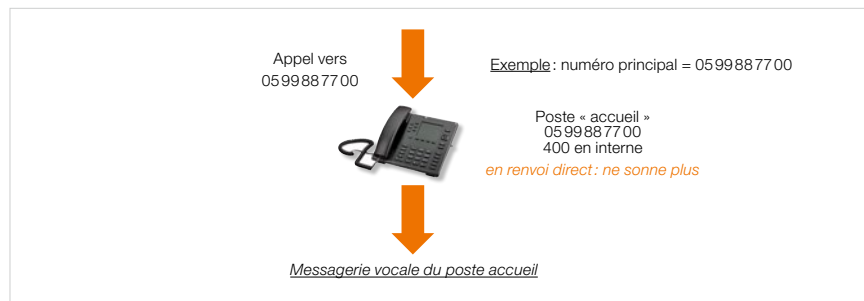 Appel vers
0599887700
Exemple : numéro principal = 0599887700
Poste « accueil »
0599887700
400 en interne
en renvoi direct : ne sonne plus
Messagerie vocale du poste accueil